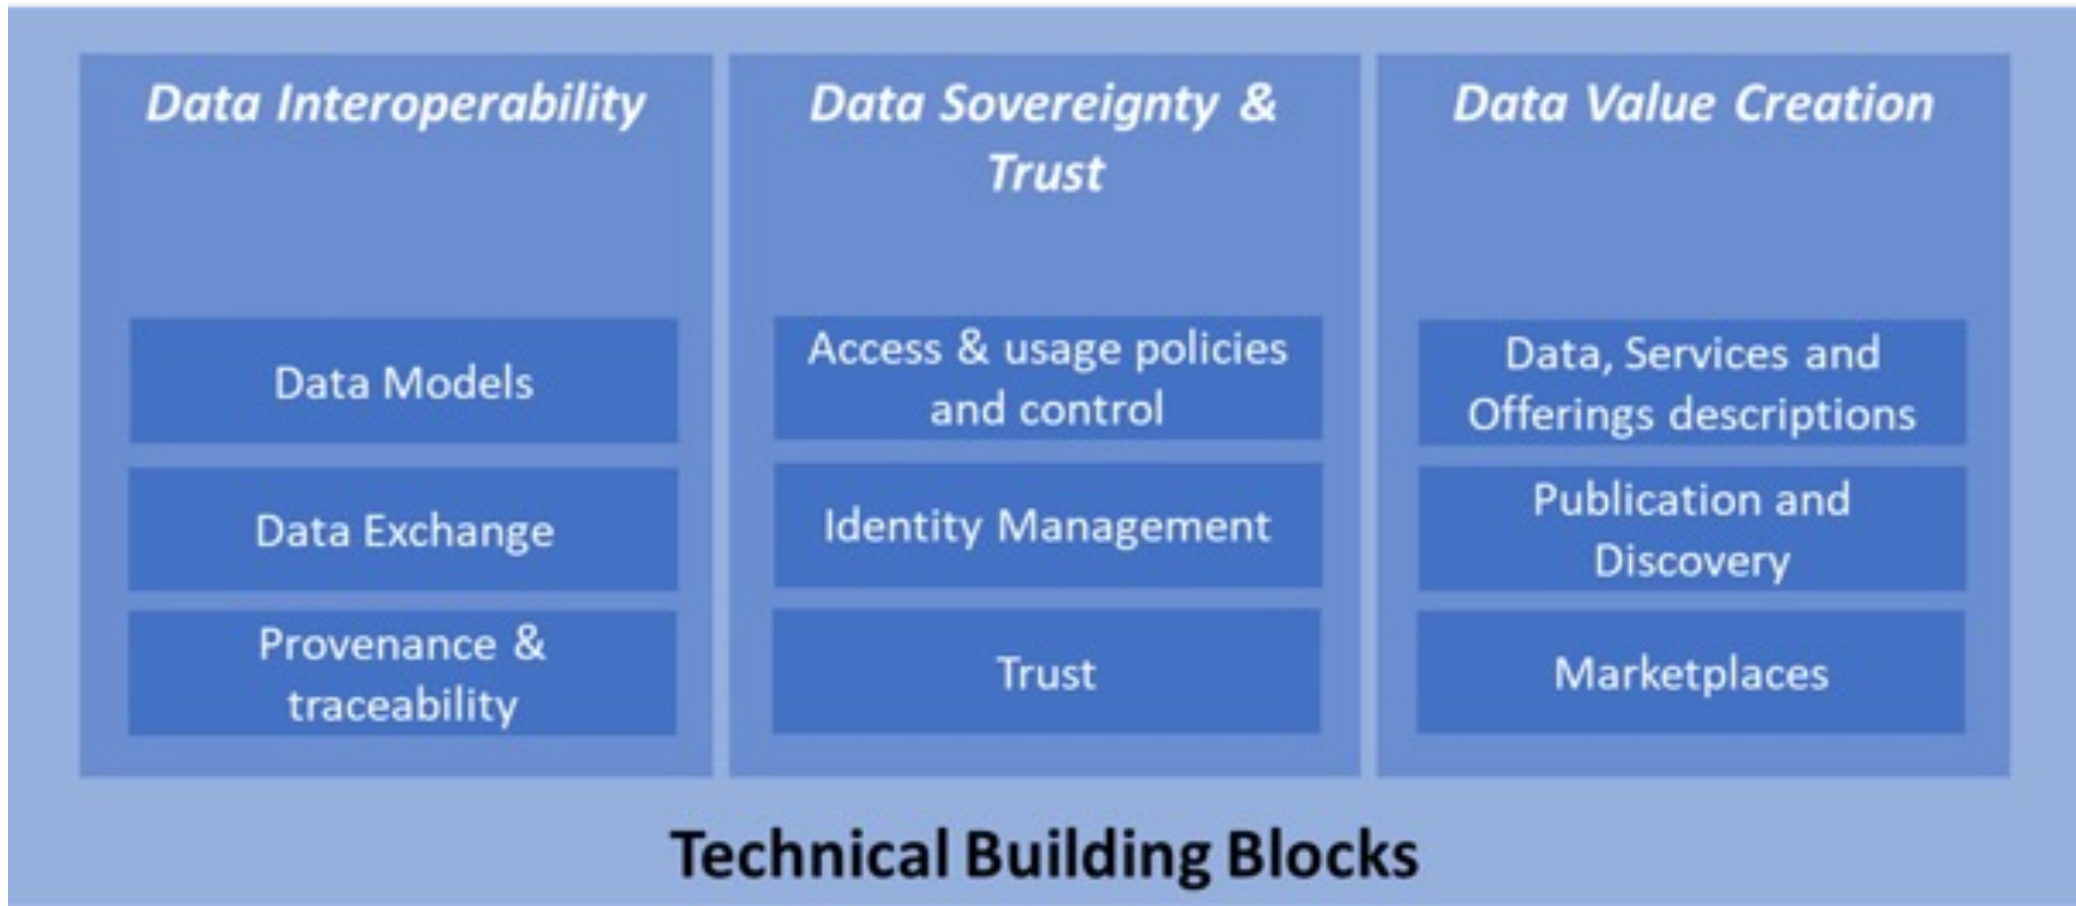 Data Interoperability
Data Models
Data Exchange
Provenance &
traceability
Data Sovereignty &
Trust
Access & usage policies
and control
Identity Management
Trust
Data Value Creation
Data, Services and
Offerings descriptions
Publication and
Discovery
Marketplaces
Technical Building Blocks